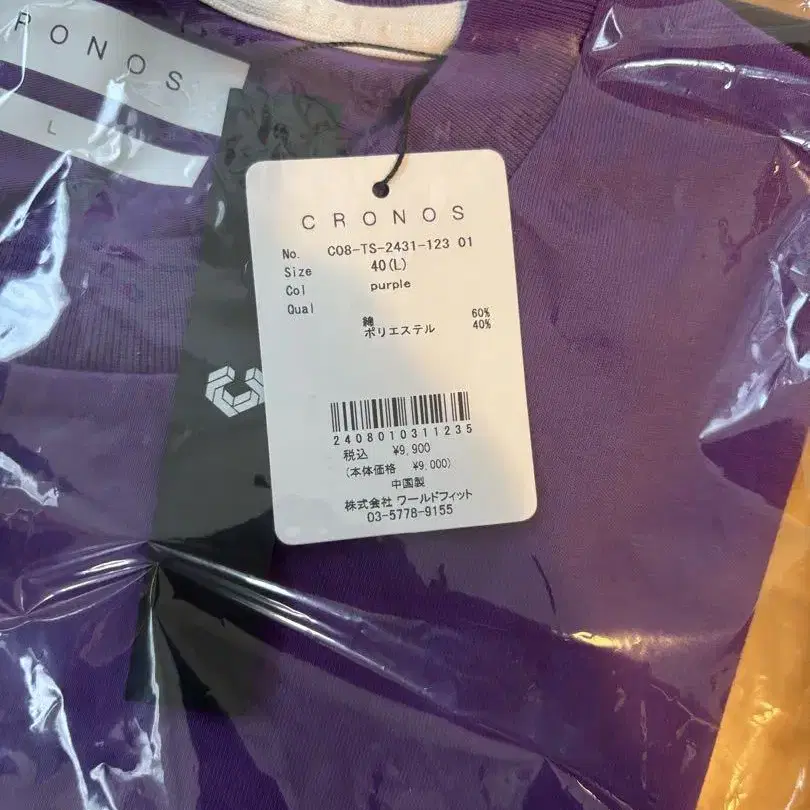 RONOS
L
CRONOS
No. C08-TS-2431-123 01
Size 40(L)
Col purple
Qual
綿 60%
ポリエステル 40%
2408010311235
税込 ¥9,900
(本体価格 ¥9,000)
中国製
株式会社 ワールドフィット
03-5778-9155